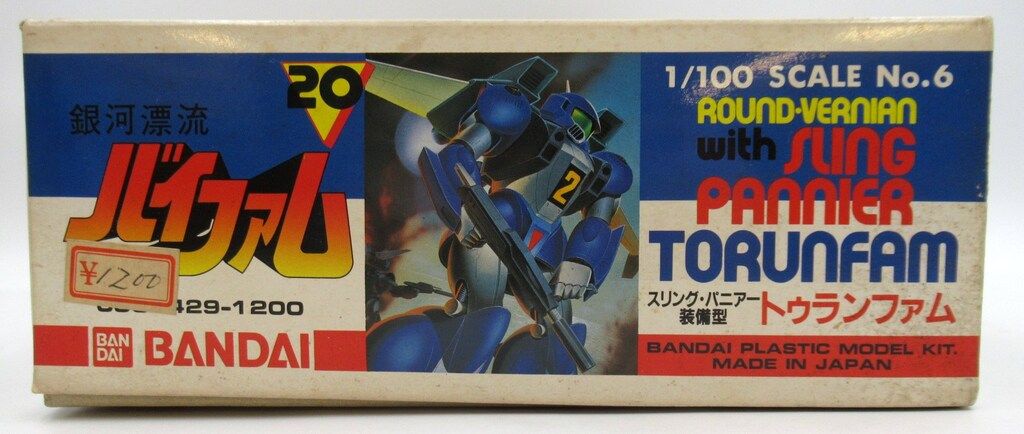 銀河漂流
バイファム
20
¥1200
429-1200
BAN
DAI
BANDAI
2
1/100 SCALE No.6
ROUND-VERNIAN
with SLING
PANNIER
TORUNFAM
スリング・パニアー
装備型
トゥランファム
BANDAI PLASTIC MODEL KIT.
MADE IN JAPAN